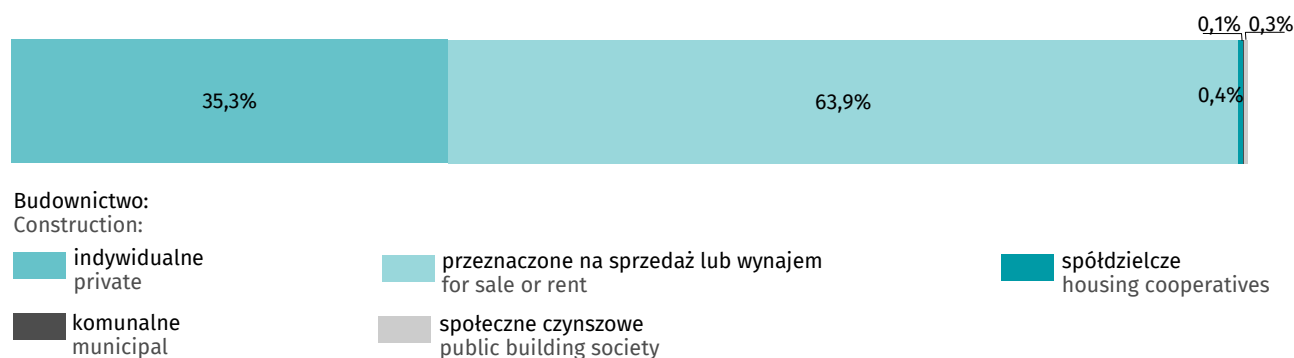 0,1% 0,3%
35,3% 63,9% 0,4%
Budownictwo:
Construction:
indywidualne
private
przeznaczone na sprzedaż lub wynajem
for sale or rent
spółdzielcze
housing cooperatives
komunalne
municipal
społeczne czynszowe
public building society